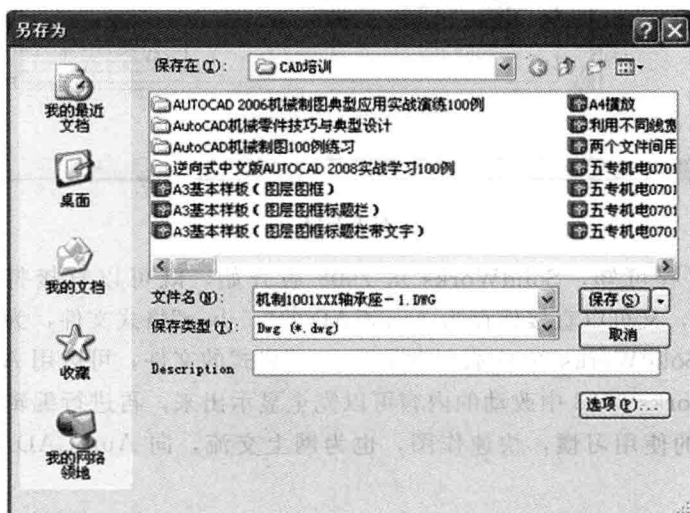 另存为
保存在(I): CAD培训
我的最近
文档
桌面
我的文档
收藏
我的网络
领地
AUTOCAD 2006机械制图典型应用实战演练100例
AutoCAD机械零件技巧与典型设计
AutoCAD机械制图100例练习
逆向式中文版AUTOCAD 2008实战学习100例
A3基本样板(图层图框)
A3基本样板(图层图框标题栏)
A3基本样板(图层图框标题栏带文字)
A4横放
利用不同线宽
两个文件间用
五专机电0701
五专机电0701
五专机电0701
五专机电0701
文件名(N): 机制1001XXX轴承座-1.DWG
保存(S)
保存类型(T): Dwg (*.dwg)
取消
Description
选项(P)...